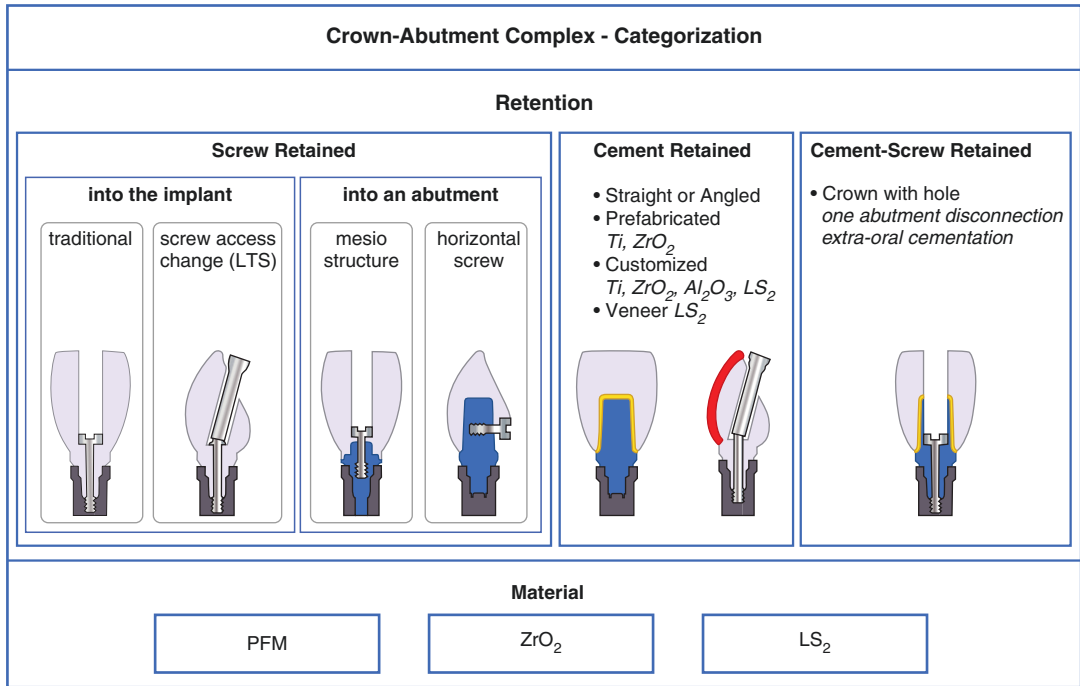 Crown-Abutment Complex - Categorization
Retention
Screw Retained
into the implant
traditional
screw access
change (LTS)
into an abutment
mesio
structure
horizontal
screw
Cement Retained
• Straight or Angled
• Prefabricated
Ti, ZrO₂
• Customized
Ti, ZrO₂, Al₂O₃, LS₂
• Veneer LS₂
Cement-Screw Retained
• Crown with hole
one abutment disconnection
extra-oral cementation
Material
PFM
ZrO₂
LS₂